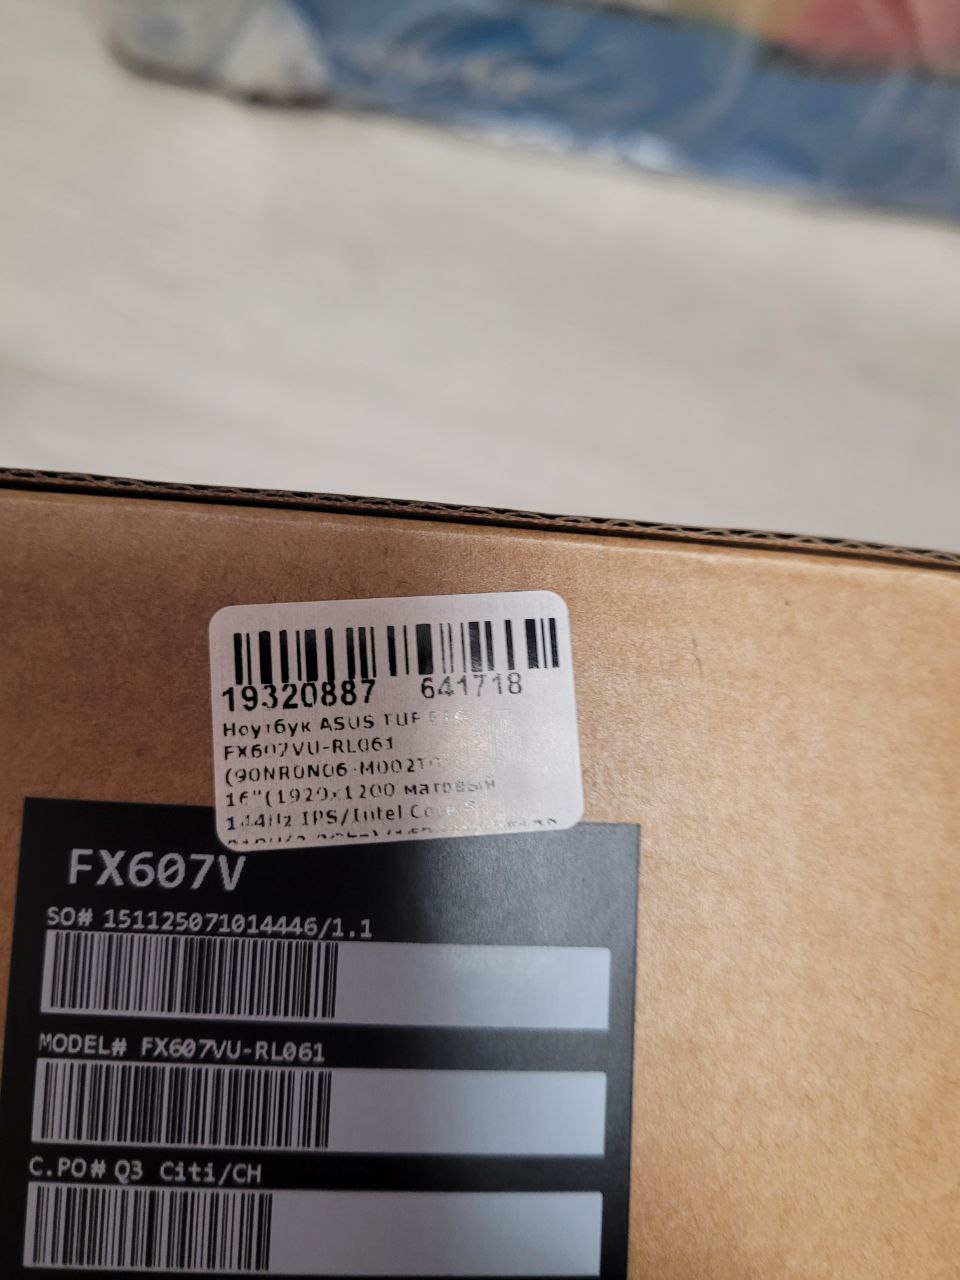 19320887 641718
Ноутбук ASUS TUF
FX607VU-RL061
16"(1920x1200 матовый
144Hz IPS/Intel Core
FX607V
SO# 151125071014446/1.1
MODEL# FX607VU-RL061
C.PO# Q3 Citi/CH